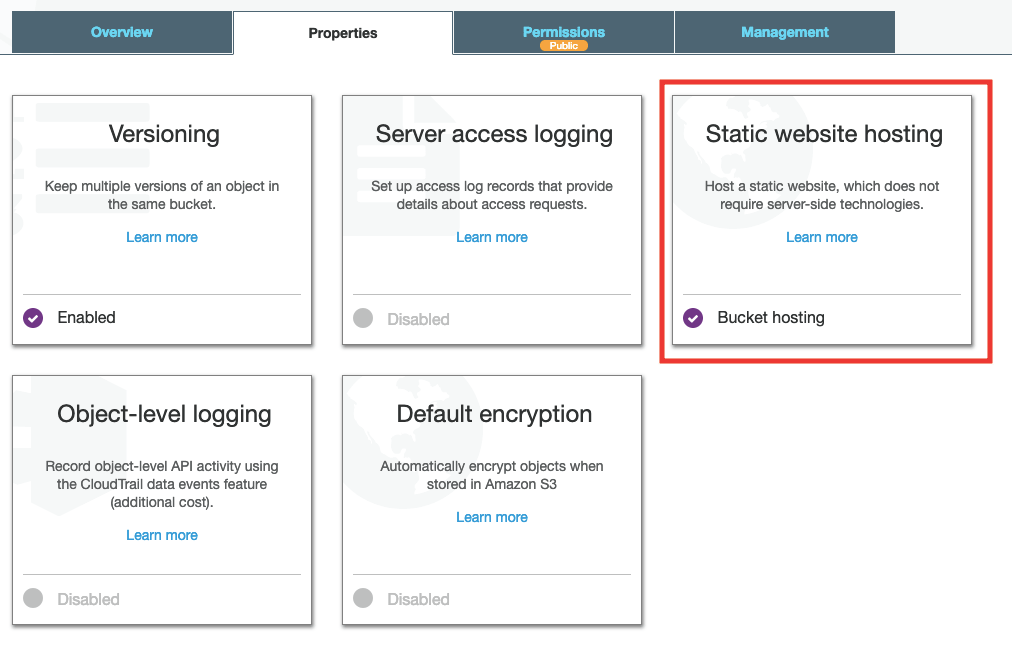 Overview
Properties
Permissions
Public
Management
Versioning
Keep multiple versions of an object in
the same bucket.
Learn more
Enabled
Server access logging
Set up access log records that provide
details about access requests.
Learn more
Disabled
Static website hosting
Host a static website, which does not
require server-side technologies.
Learn more
Bucket hosting
Object-level logging
Record object-level API activity using
the CloudTrail data events feature
(additional cost).
Learn more
Disabled
Default encryption
Automatically encrypt objects when
stored in Amazon S3
Learn more
Disabled